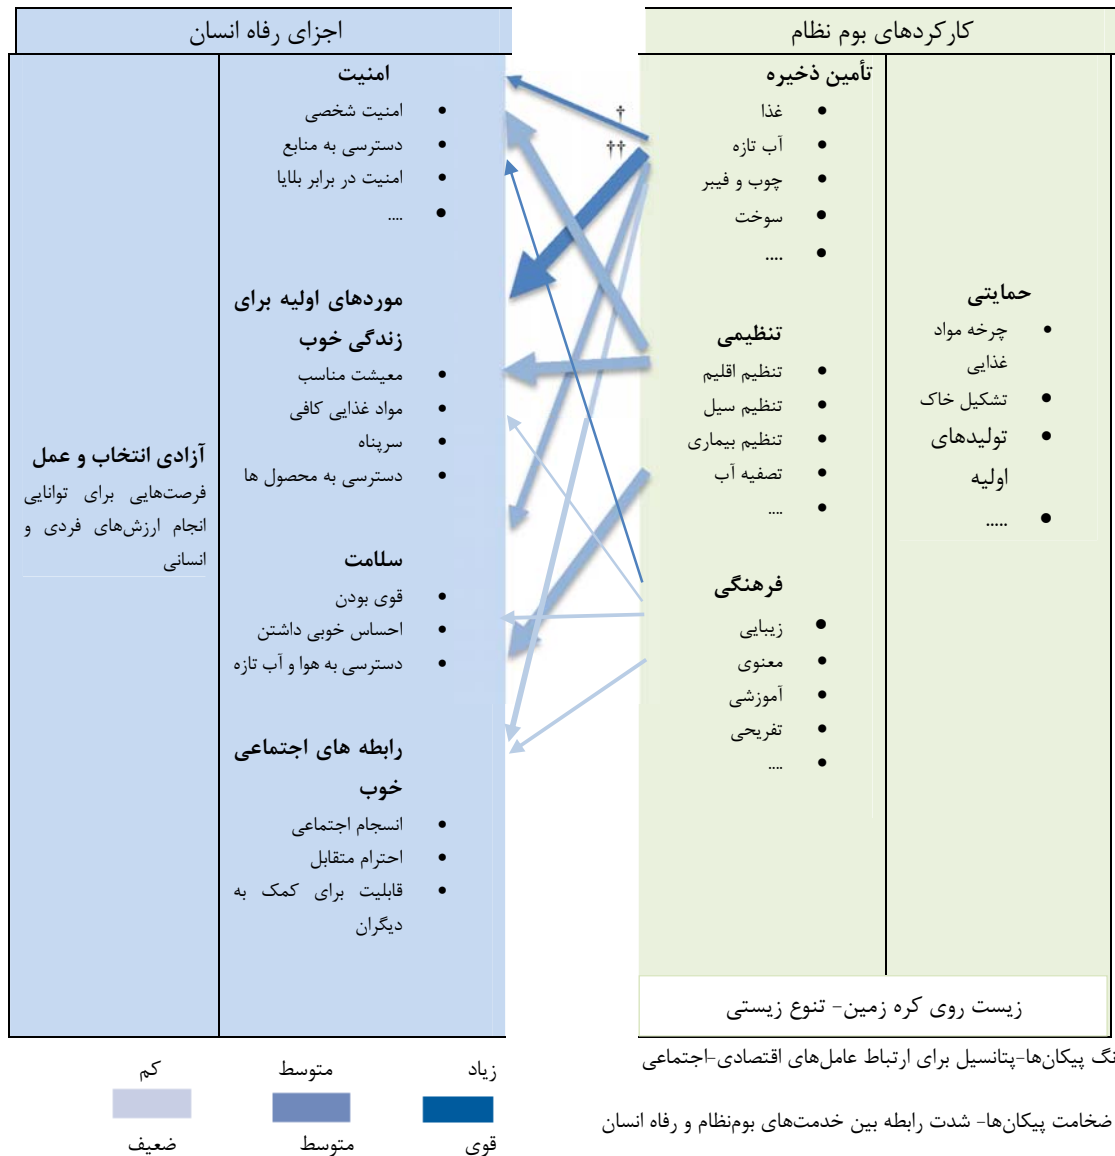 کارکردهای بوم نظام
حمایتی
چرخه مواد
غذایی
تشکیل خاک
تولیدهای
اولیه
.....
تأمین ذخیره
غذا
آب تازه
چوب و فیبر
سوخت
....
تنظیمی
تنظیم اقلیم
تنظیم سیل
تنظیم بیماری
تصفیه آب
....
فرهنگی
زیبایی
معنوی
آموزشی
تفریحی
....
زیست روی کره زمین- تنوع زیستی
†
††
اجزای رفاه انسان
امنیت
امنیت شخصی
دسترسی به منابع
امنیت در برابر بلایا
....
موردهای اولیه برای
زندگی خوب
معیشت مناسب
مواد غذایی کافی
سرپناه
دسترسی به محصول ها
سلامت
قوی بودن
احساس خوبی داشتن
دسترسی به هوا و آب تازه
رابطه های اجتماعی
خوب
انسجام اجتماعی
احترام متقابل
قابلیت برای کمک به
دیگران
آزادی انتخاب و عمل
فرصت‌هایی برای توانایی
انجام ارزش‌های فردی و
انسانی
نگ پیکان‌ها-پتانسیل برای ارتباط عامل‌های اقتصادی-اجتماعی
زیاد متوسط کم
ضخامت پیکان‌ها- شدت رابطه بین خدمت‌های بوم‌نظام و رفاه انسان
قوی متوسط ضعیف